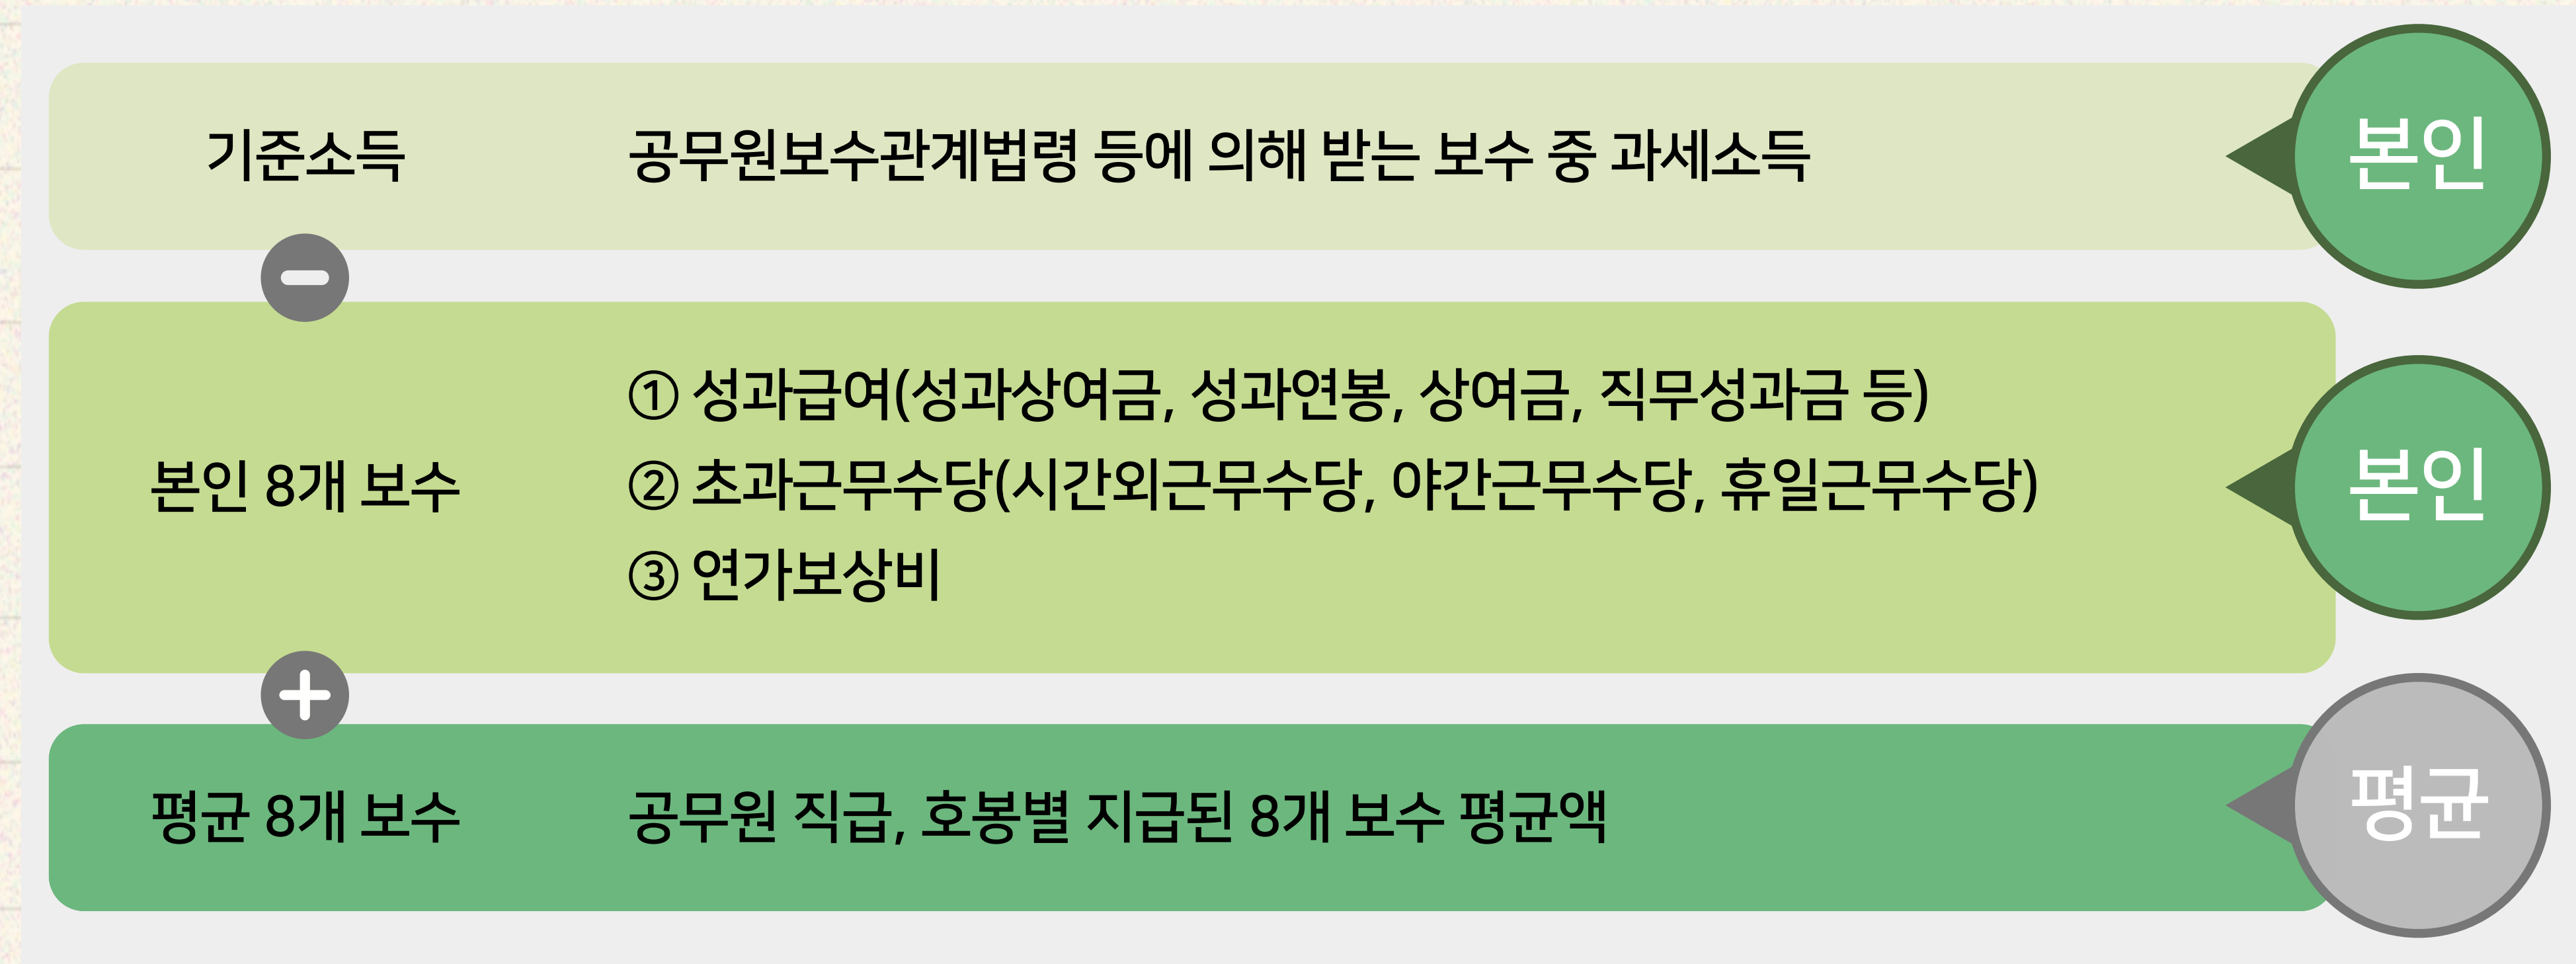 기준소득 공무원보수관계법령 등에 의해 받는 보수 중 과세소득 본인
−
① 성과급여(성과상여금, 성과연봉, 상여금, 직무성과금 등)
본인 8개 보수 ② 초과근무수당(시간외근무수당, 야간근무수당, 휴일근무수당) 본인
③ 연가보상비
+
평균 8개 보수 공무원 직급, 호봉별 지급된 8개 보수 평균액 평균